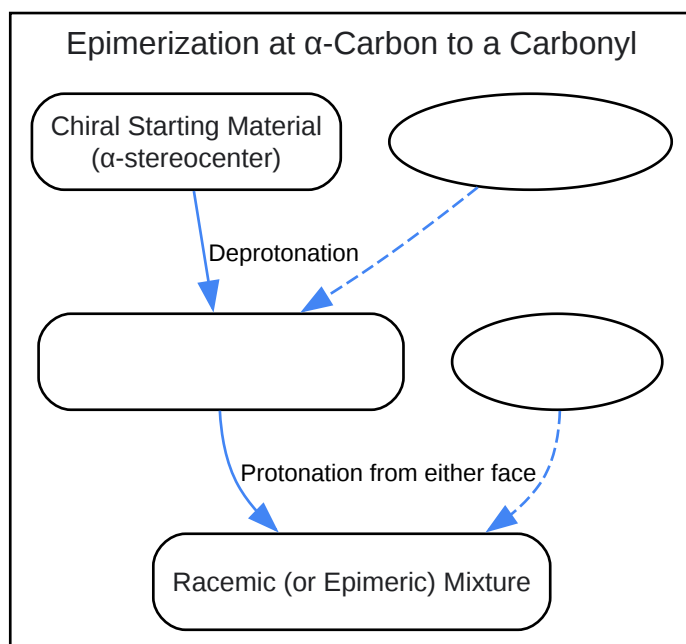 Epimerization at α-Carbon to a Carbonyl
Chiral Starting Material
(α-stereocenter)
Deprotonation
Protonation from either face
Racemic (or Epimeric) Mixture